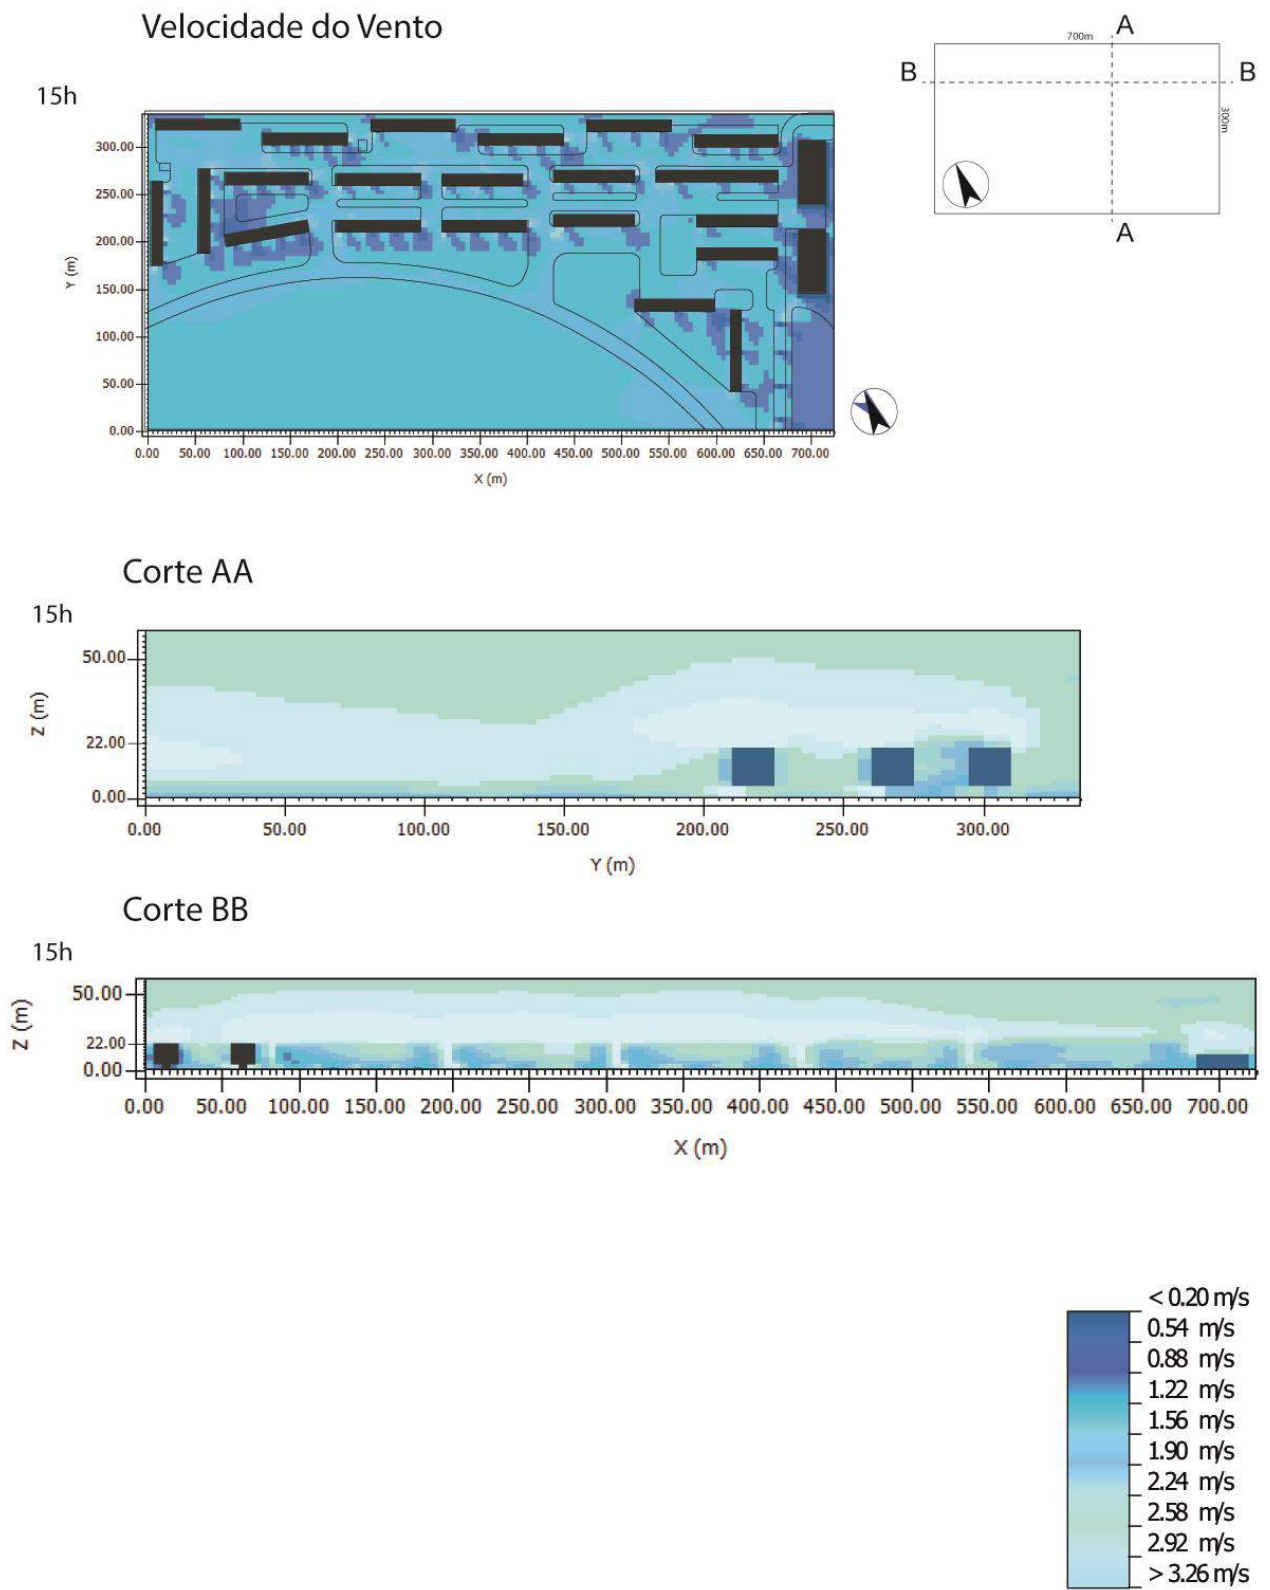 Velocidade do Vento
A
700m
B
B
300m
A
15h
300.00
250.00
200.00
150.00
100.00
50.00
0.00
Y (m)
0.00 50.00 100.00 150.00 200.00 250.00 300.00 350.00 400.00 450.00 500.00 550.00 600.00 650.00 700.00
X (m)
Corte AA
15h
50.00
22.00
0.00
Z (m)
0.00 50.00 100.00 150.00 200.00 250.00 300.00
Y (m)
Corte BB
15h
50.00
22.00
0.00
Z (m)
0.00 50.00 100.00 150.00 200.00 250.00 300.00 350.00 400.00 450.00 500.00 550.00 600.00 650.00 700.00
X (m)
< 0.20 m/s
0.54 m/s
0.88 m/s
1.22 m/s
1.56 m/s
1.90 m/s
2.24 m/s
2.58 m/s
2.92 m/s
> 3.26 m/s